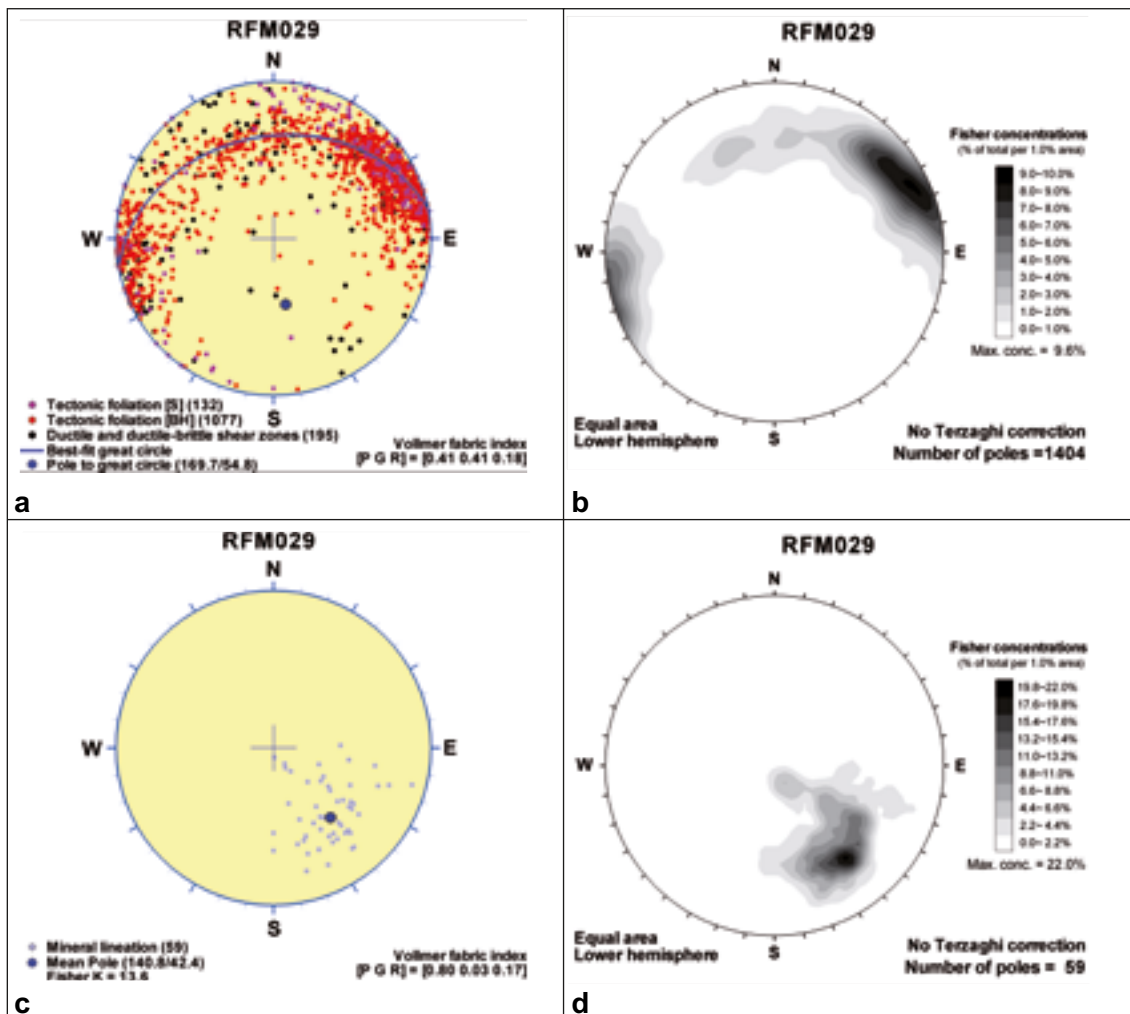 RFM029
N
W
E
S
Tectonic foliation [S] (132)
Tectonic foliation [BH] (1077)
Ductile and ductile-brittle shear zones (195)
Best-fit great circle
Pole to great circle (169.7/54.8)
Vollmer fabric index
[P G R] = [0.41 0.41 0.18]
a
RFM029
N
W
E
S
Fisher concentrations
(% of total per 1.0% area)
9.0~10.0%
8.0~9.0%
7.0~8.0%
6.0~7.0%
5.0~6.0%
4.0~5.0%
3.0~4.0%
2.0~3.0%
1.0~2.0%
0.0~1.0%
Max. conc. = 9.6%
Equal area
Lower hemisphere
No Terzaghi correction
Number of poles =1404
b
RFM029
N
W
E
S
Mineral lineation (59)
Mean Pole (140.8/42.4)
Fisher K = 13.6
Vollmer fabric index
[P G R] = [0.80 0.03 0.17]
c
RFM029
N
W
E
S
Fisher concentrations
(% of total per 1.0% area)
19.8~22.0%
17.6~19.8%
15.4~17.6%
13.2~15.4%
11.0~13.2%
8.8~11.0%
6.6~8.8%
4.4~6.6%
2.2~4.4%
0.0~2.2%
Max. conc. = 22.0%
Equal area
Lower hemisphere
No Terzaghi correction
Number of poles = 59
d